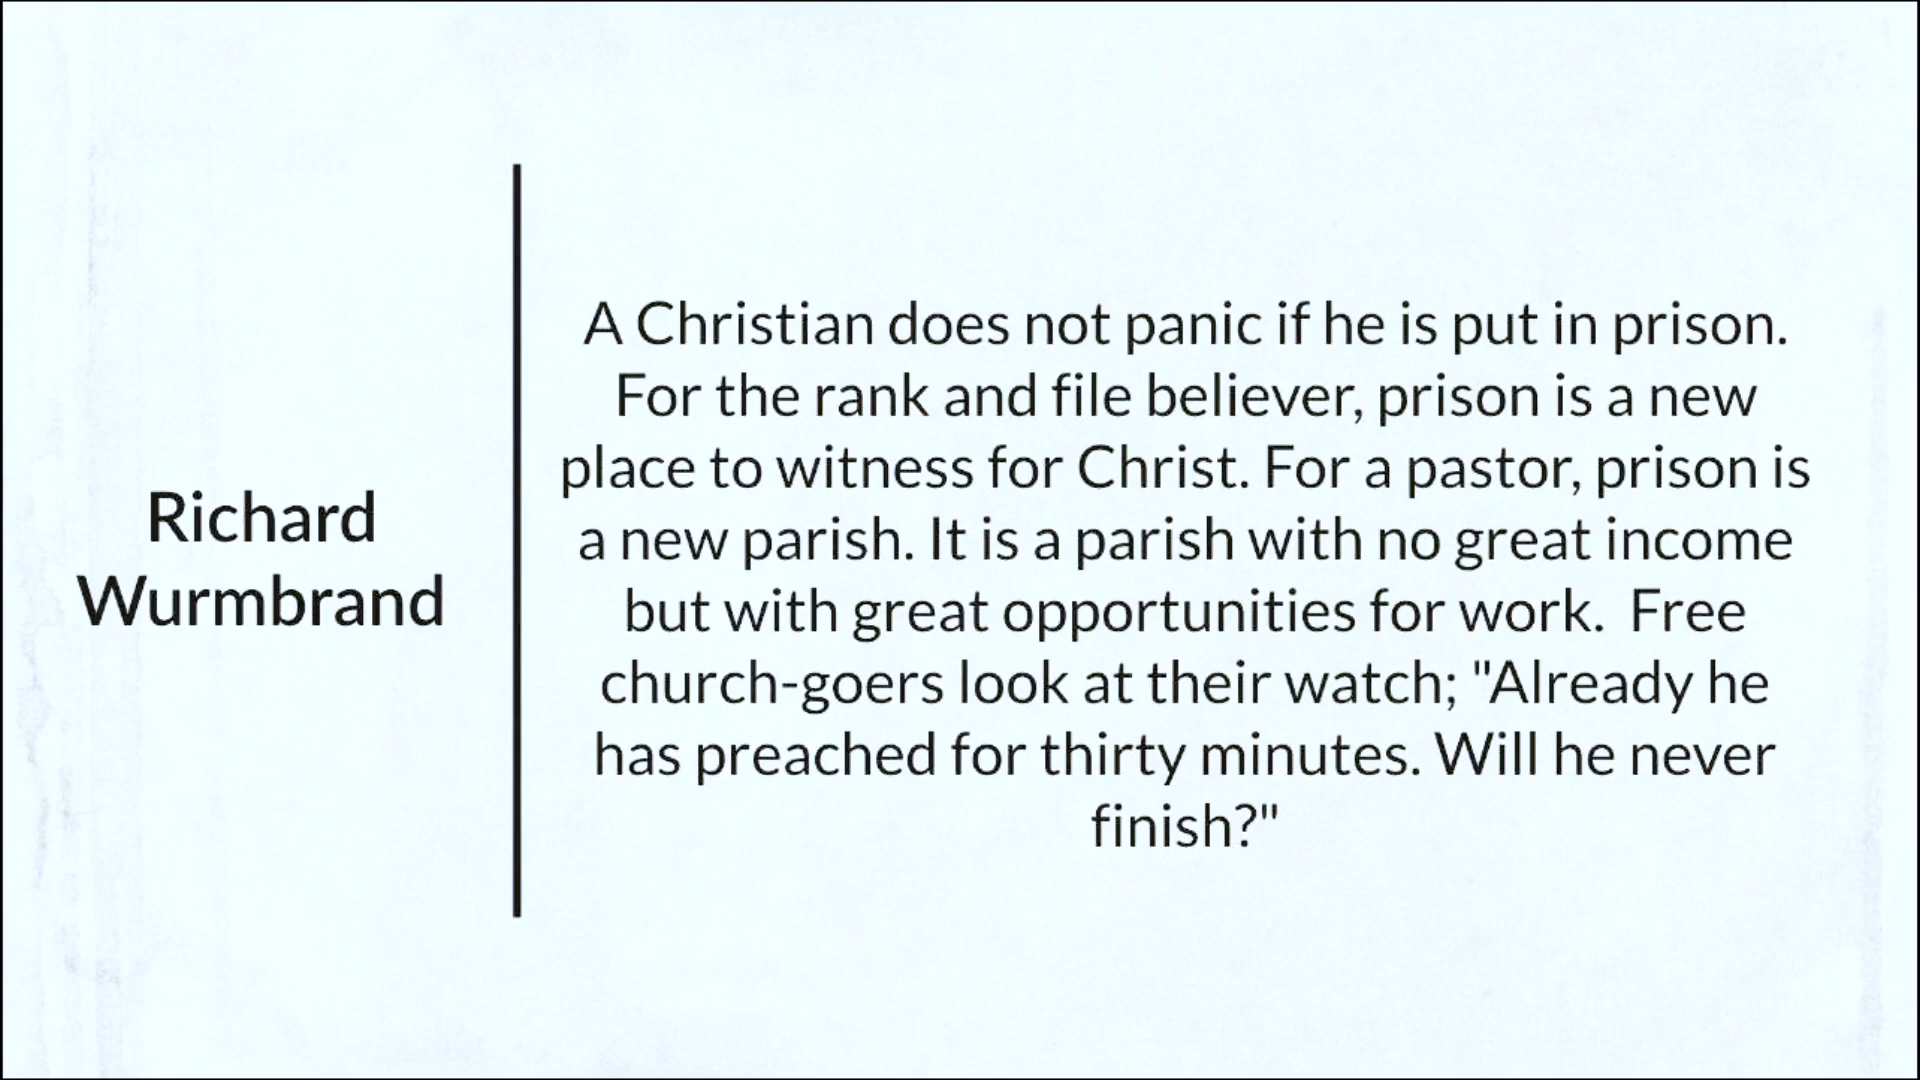 Richard
Wurmbrand
A Christian does not panic if he is put in prison.
For the rank and file believer, prison is a new
place to witness for Christ. For a pastor, prison is
a new parish. It is a parish with no great income
but with great opportunities for work.  Free
church-goers look at their watch; "Already he
has preached for thirty minutes. Will he never
finish?"